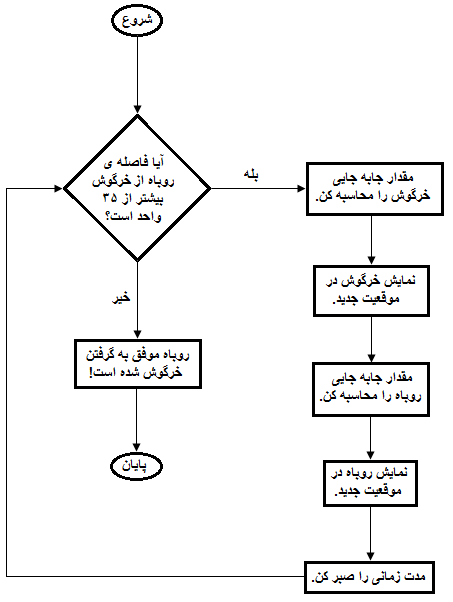 شروع
آیا فاصله ی
روباه از خرگوش
بیشتر از ۳۵
واحد است؟
بله
مقدار جابه جایی
خرگوش را محاسبه کن.
نمایش خرگوش در
موقعیت جدید.
مقدار جابه جایی
روباه را محاسبه کن.
نمایش روباه در
موقعیت جدید.
مدت زمانی را صبر کن.
خیر
روباه موفق به گرفتن
خرگوش شده است!
پایان